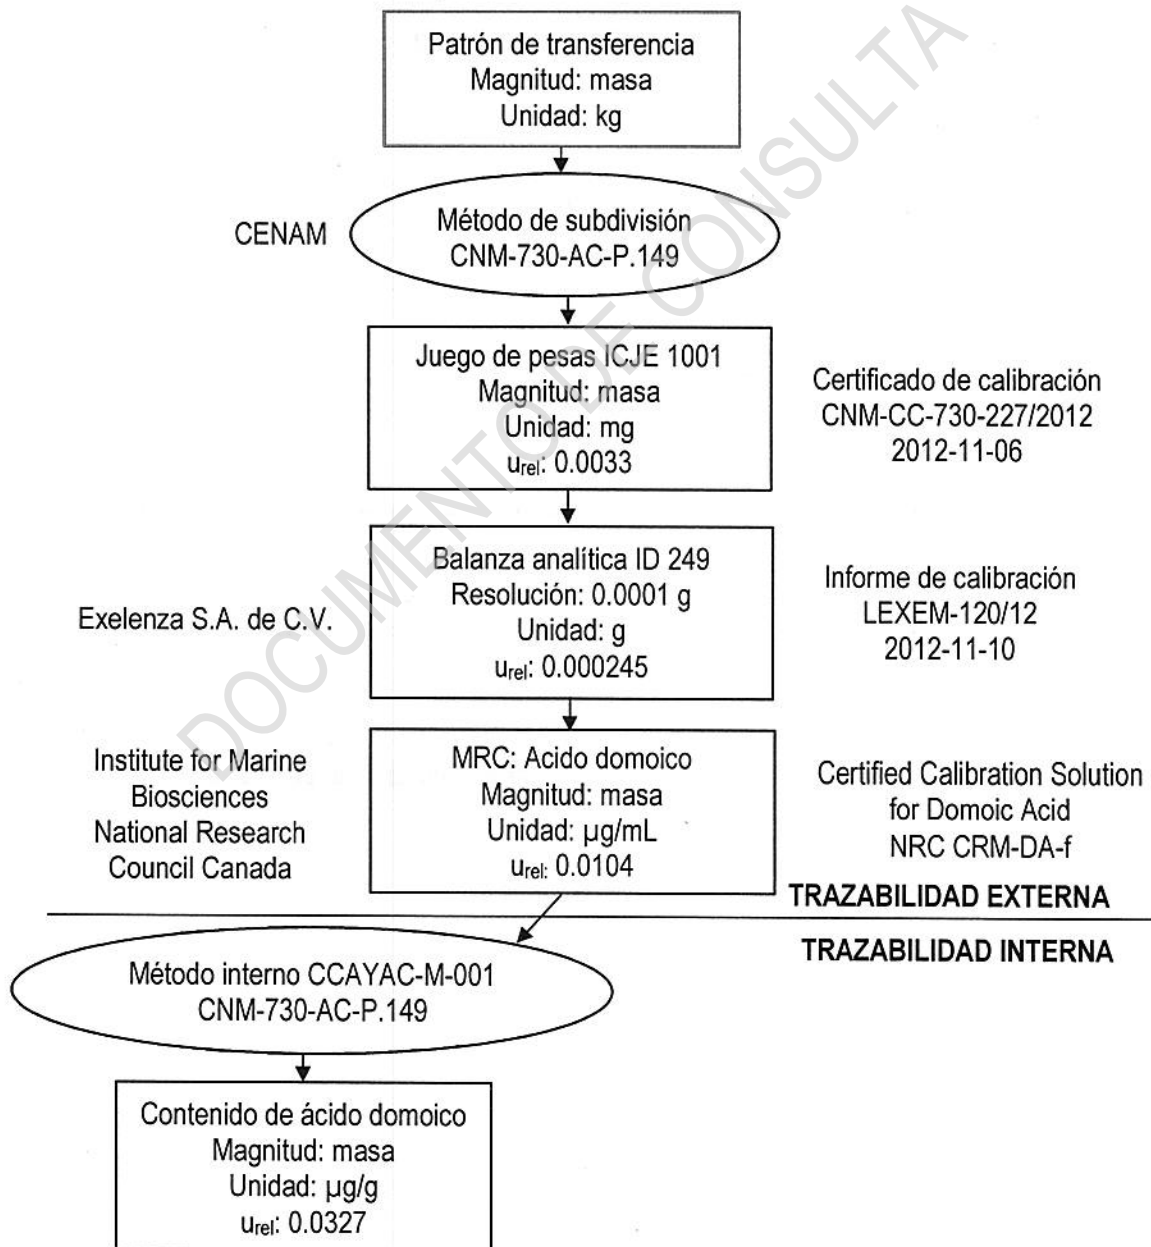 Patrón de transferencia
Magnitud: masa
Unidad: kg
CENAM
Método de subdivisión
CNM-730-AC-P.149
Juego de pesas ICJE 1001
Magnitud: masa
Unidad: mg
urel: 0.0033
Certificado de calibración
CNM-CC-730-227/2012
2012-11-06
Exelenza S.A. de C.V.
Balanza analítica ID 249
Resolución: 0.0001 g
Unidad: g
urel: 0.000245
Informe de calibración
LEXEM-120/12
2012-11-10
Institute for Marine
Biosciences
National Research
Council Canada
MRC: Acido domoico
Magnitud: masa
Unidad: µg/mL
urel: 0.0104
Certified Calibration Solution
for Domoic Acid
NRC CRM-DA-f
TRAZABILIDAD EXTERNA
TRAZABILIDAD INTERNA
Método interno CCAYAC-M-001
CNM-730-AC-P.149
Contenido de ácido domoico
Magnitud: masa
Unidad: µg/g
urel: 0.0327
DOCUMENTO DE CONSULTA